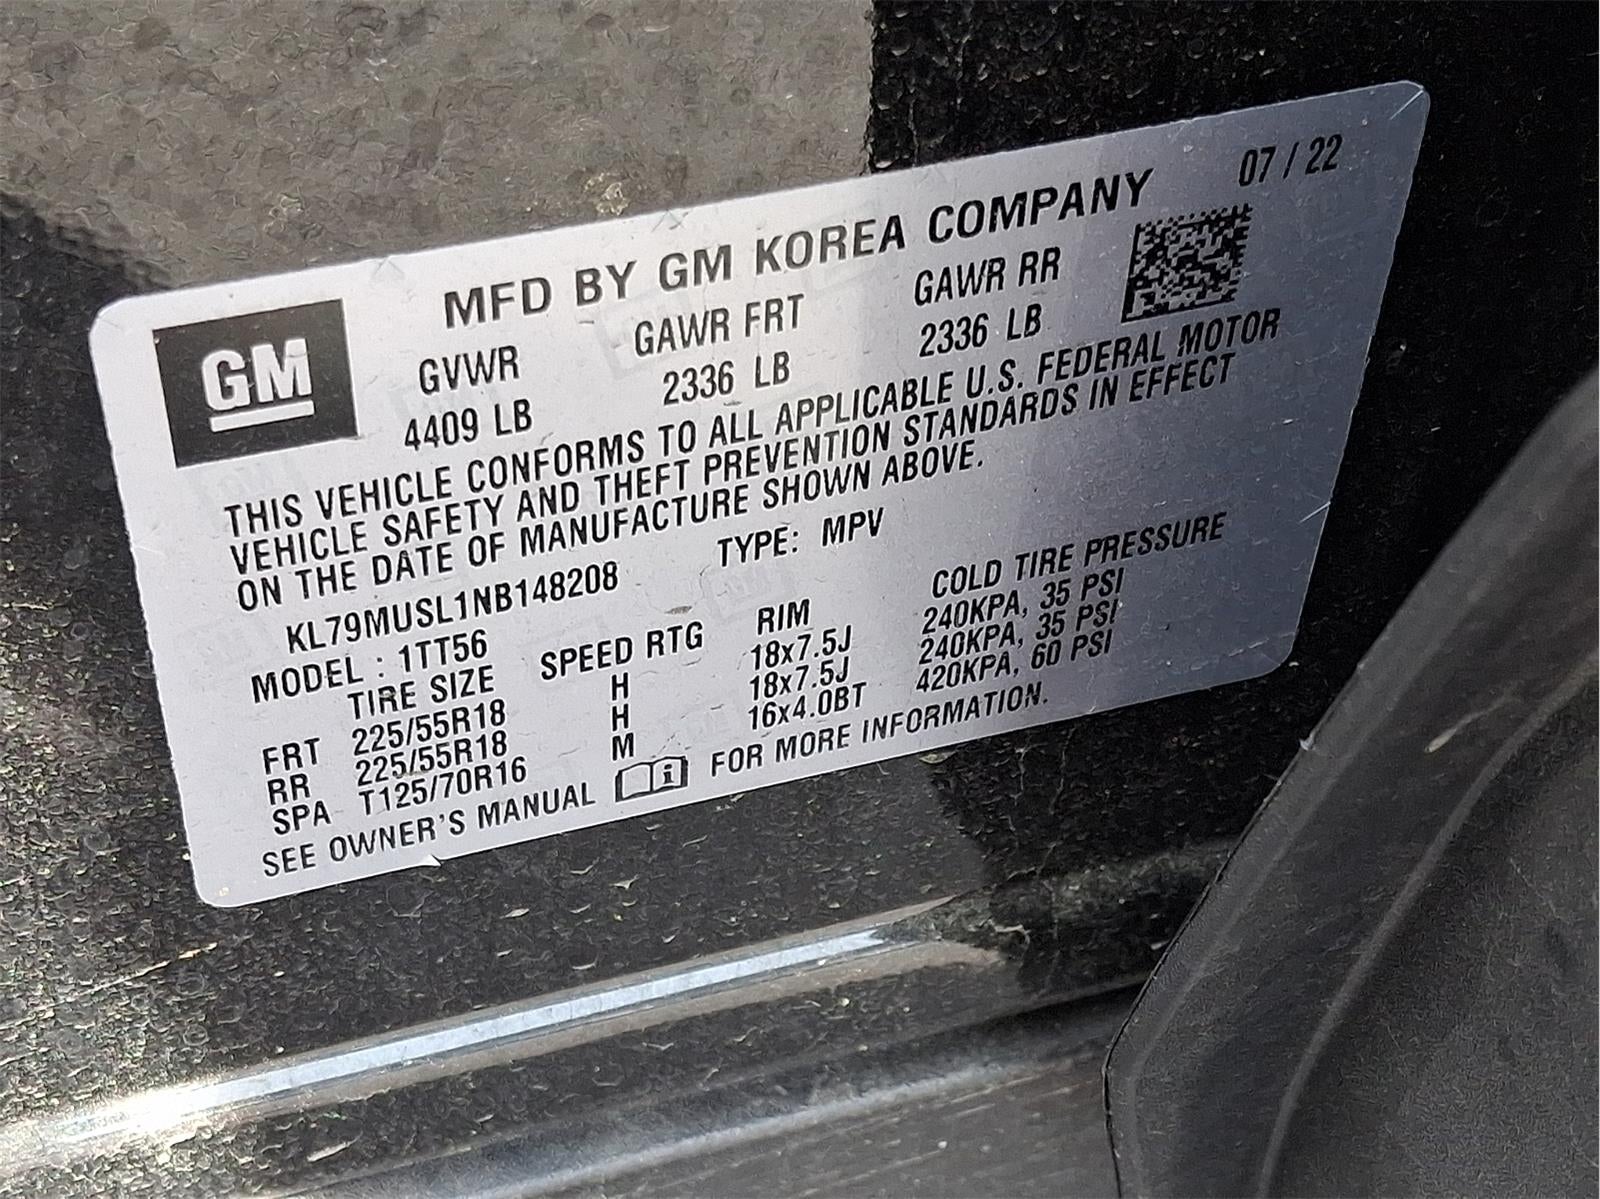 MFD BY GM KOREA COMPANY 07 / 22
GM
GVWR GAWR FRT GAWR RR
4409 LB 2336 LB 2336 LB
THIS VEHICLE CONFORMS TO ALL APPLICABLE U.S. FEDERAL MOTOR
VEHICLE SAFETY AND THEFT PREVENTION STANDARDS IN EFFECT
ON THE DATE OF MANUFACTURE SHOWN ABOVE.
KL79MUSL1NB148208 TYPE: MPV
MODEL : 1TT56
TIRE SIZE SPEED RTG RIM COLD TIRE PRESSURE
FRT 225/55R18 H 18x7.5J 240KPA, 35 PSI
RR 225/55R18 H 18x7.5J 240KPA, 35 PSI
SPA T125/70R16 M 16x4.0BT 420KPA, 60 PSI
SEE OWNER'S MANUAL FOR MORE INFORMATION.